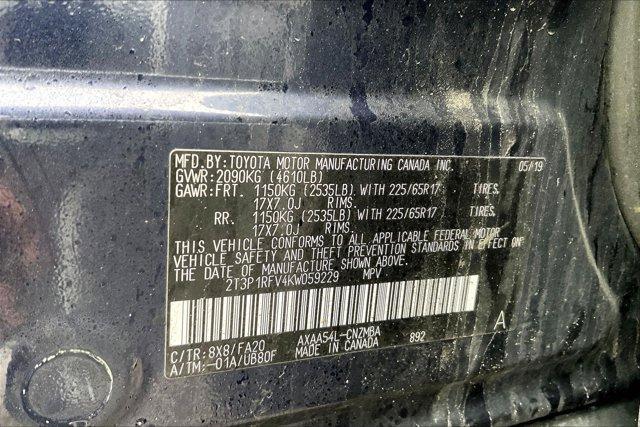 MFD.BY:TOYOTA MOTOR MANUFACTURING CANADA INC. 05/19
GVWR:2090KG (4610LB)
GAWR:FRT. 1150KG (2535LB) WITH 225/65R17 TIRES,
17X7.0J RIMS.
RR. 1150KG (2535LB) WITH 225/65R17 TIRES,
17X7.0J RIMS.
THIS VEHICLE CONFORMS TO ALL APPLICABLE FEDERAL MOTOR
VEHICLE SAFETY AND THEFT PREVENTION STANDARDS IN EFFECT ON
THE DATE OF MANUFACTURE SHOWN ABOVE.
2T3P1RFV4KW059229 MPV
C/TR:8X8/FA20 AXAA54L-CNZMBA A
A/TM:-01A/UB80F MADE IN CANADA 892